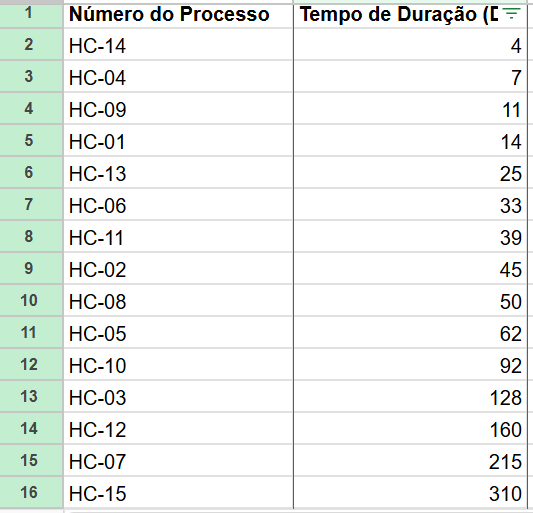 1 Número do Processo Tempo de Duração (D
2 HC-14 4
3 HC-04 7
4 HC-09 11
5 HC-01 14
6 HC-13 25
7 HC-06 33
8 HC-11 39
9 HC-02 45
10 HC-08 50
11 HC-05 62
12 HC-10 92
13 HC-03 128
14 HC-12 160
15 HC-07 215
16 HC-15 310